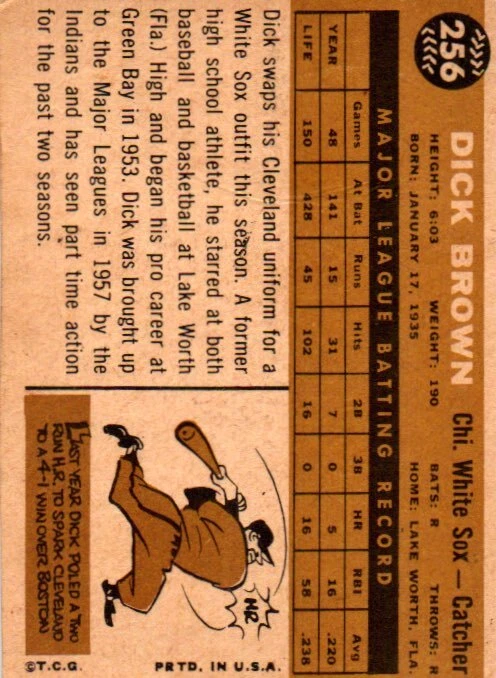 256
DICK BROWN
Chi. White Sox — Catcher
HEIGHT: 6:03 WEIGHT: 190 BATS: R THROWS: R
BORN: JANUARY 17, 1935 HOME: LAKE WORTH, FLA.
MAJOR LEAGUE BATTING RECORD
Games At Bat Runs Hits 2B 3B HR RBI Avg
YEAR 48 141 15 31 7 0 5 16 .220
LIFE 150 428 45 102 16 0 16 58 .238
Dick swaps his Cleveland uniform for a
White Sox outfit this season. A former
high school athlete, he starred at both
baseball and basketball at Lake Worth
(Fla.) High and began his pro career at
Green Bay in 1953. Dick was brought up
to the Major Leagues in 1957 by the
Indians and has seen part time action
for the past two seasons.
HR
LAST YEAR DICK POLED A TWO
RUN H.R. TO SPARK CLEVELAND
TO A 4-1 WIN OVER BOSTON
©T.C.G. PRTD. IN U.S.A.